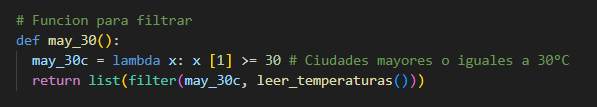 # Funcion para filtrar
def may_30():
  may_30c = lambda x: x [1] >= 30 # Ciudades mayores o iguales a 30°C
  return list(filter(may_30c, leer_temperaturas()))